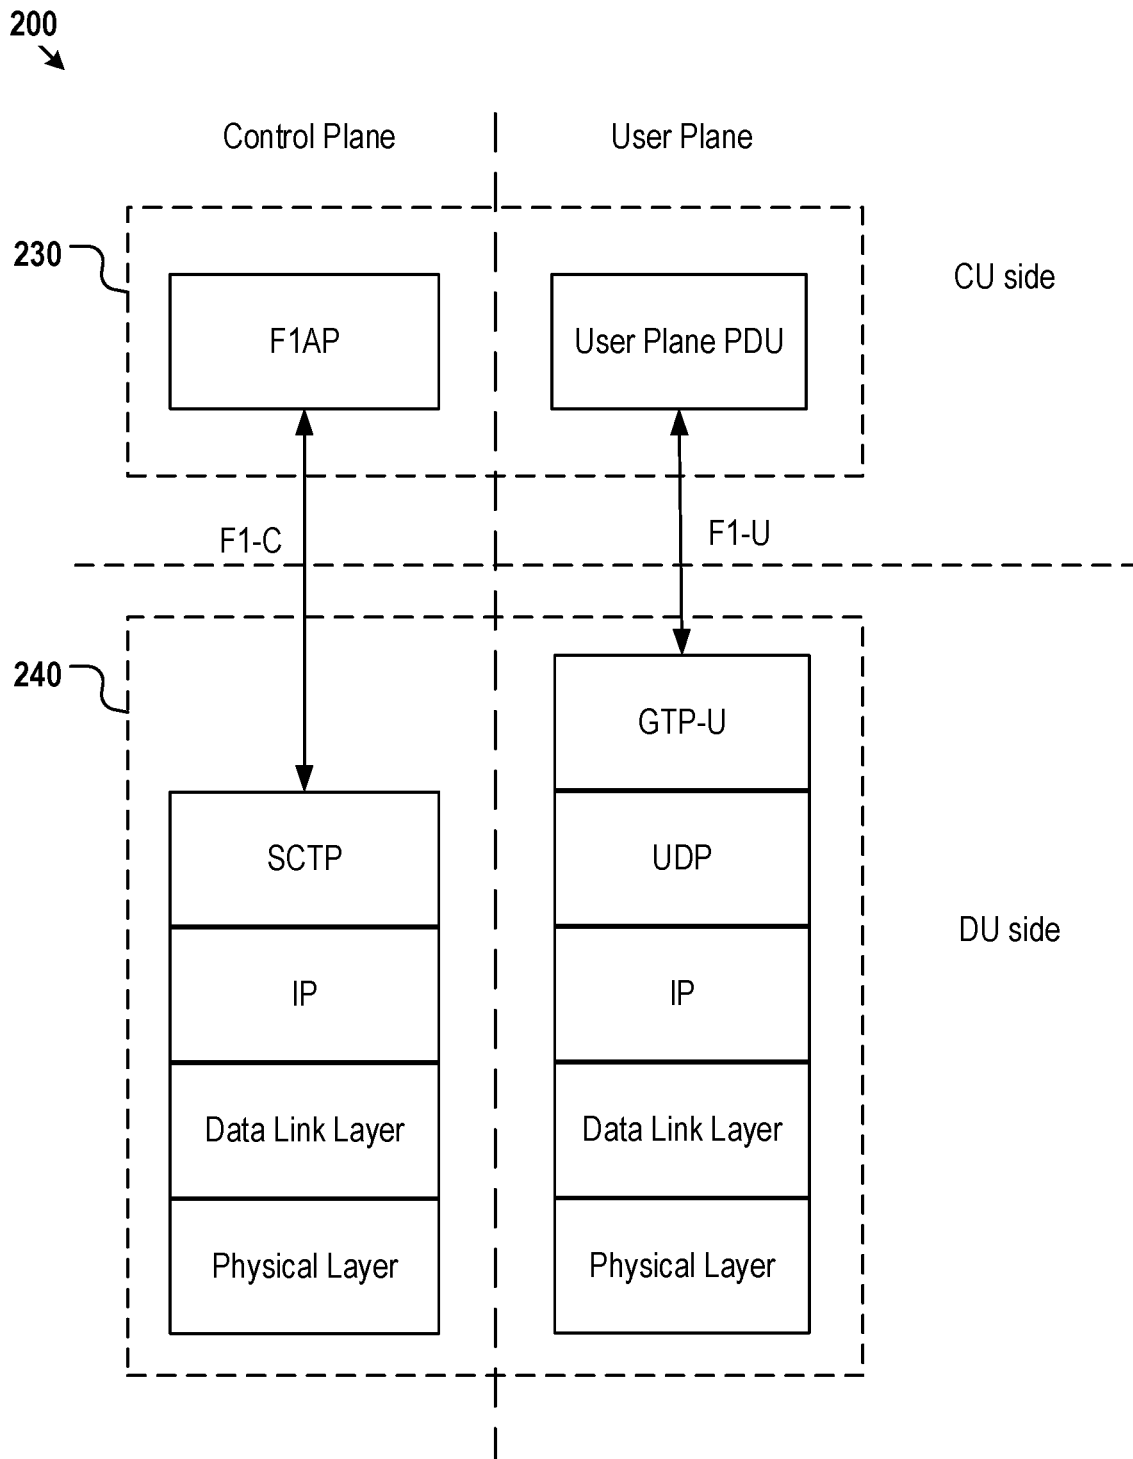 200
Control Plane
User Plane
230
CU side
F1AP
User Plane PDU
F1-C
F1-U
240
GTP-U
SCTP
UDP
DU side
IP
IP
Data Link Layer
Data Link Layer
Physical Layer
Physical Layer